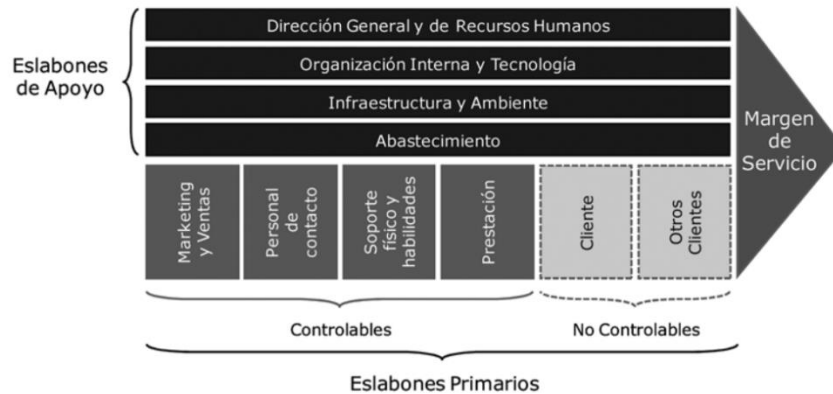 Dirección General y de Recursos Humanos
Eslabones
de Apoyo
Organización Interna y Tecnología
Infraestructura y Ambiente
Abastecimiento
Margen
de
Servicio
Marketing
y Ventas
Personal
de
contacto
Soporte
físico y
habilidades
Prestación
Cliente
Otros
Clientes
Controlables
No Controlables
Eslabones Primarios